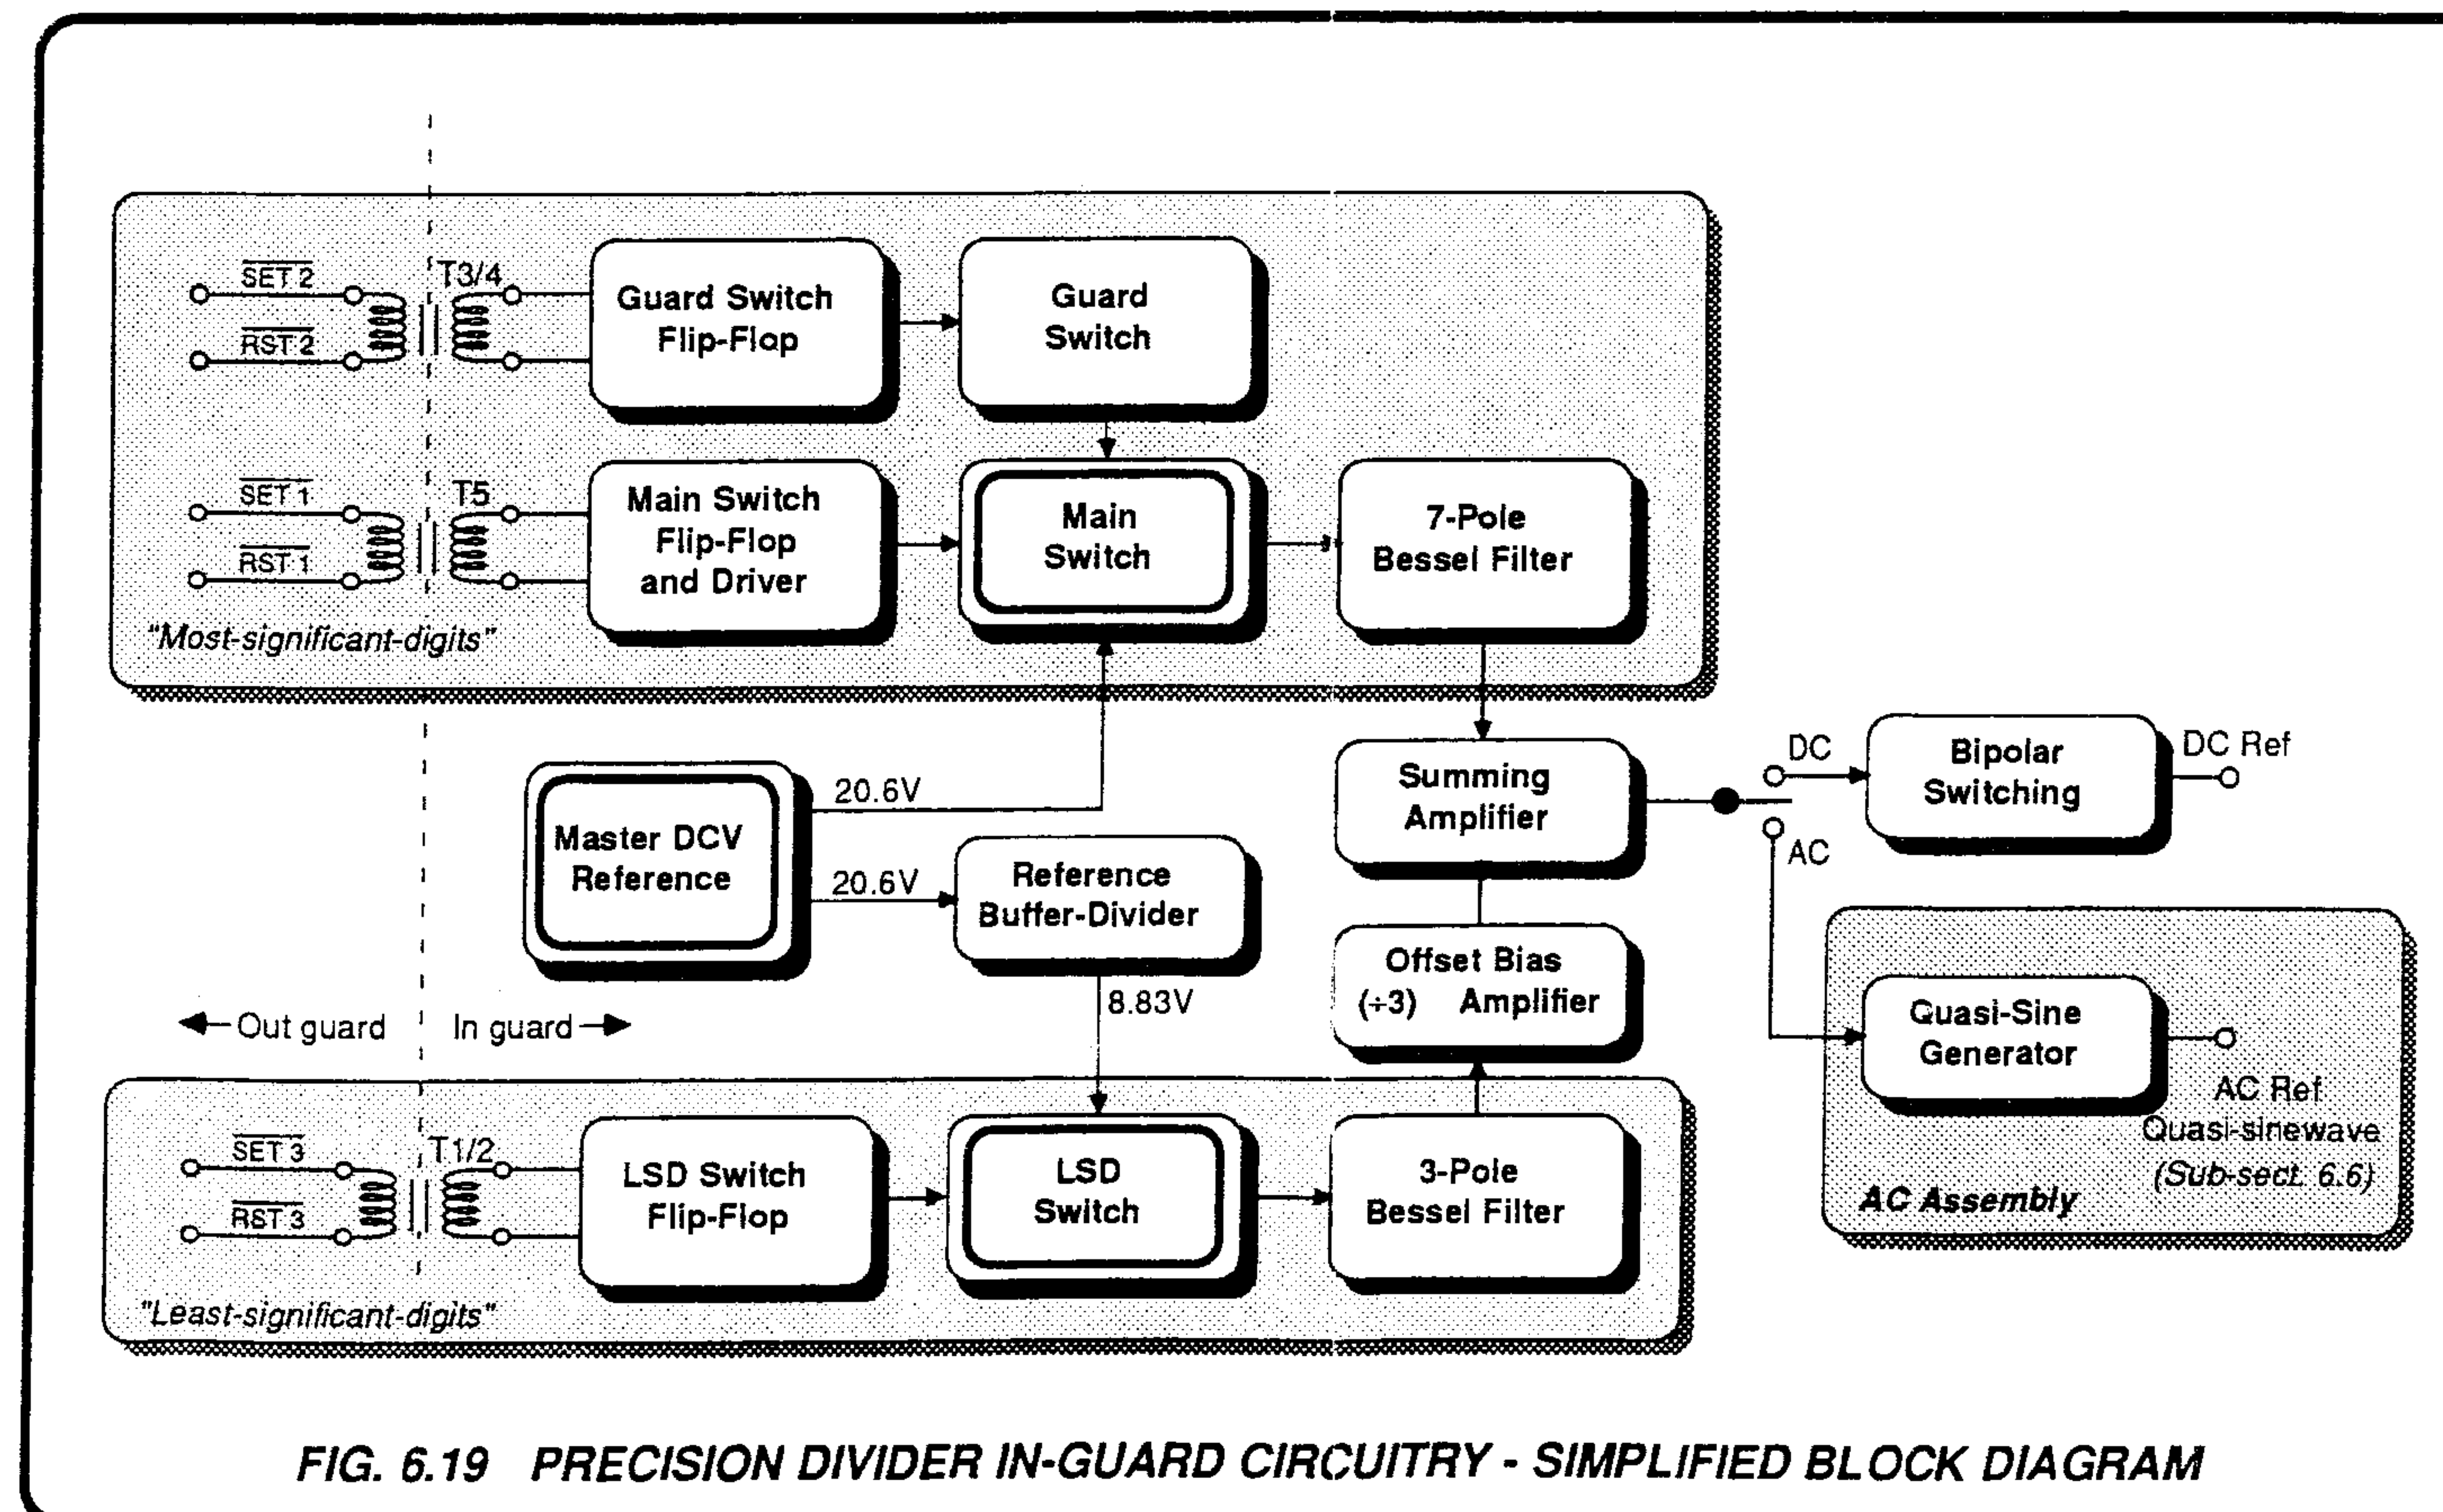 SET 2
T3/4
RST 2
Guard Switch
Flip-Flop
Guard
Switch
SET 1
T5
RST 1
Main Switch
Flip-Flop
and Driver
Main
Switch
7-Pole
Bessel Filter
"Most-significant-digits"
Master DCV
Reference
20.6V
20.6V
Reference
Buffer-Divider
8.83V
Summing
Amplifier
Offset Bias
(÷3) Amplifier
DC
AC
Bipolar
Switching
DC Ref
Quasi-Sine
Generator
AC Ref
Quasi-sinewave
(Sub-sect. 6.6)
AC Assembly
Out guard
In guard
SET 3
T1/2
RST 3
LSD Switch
Flip-Flop
LSD
Switch
3-Pole
Bessel Filter
"Least-significant-digits"
FIG. 6.19 PRECISION DIVIDER IN-GUARD CIRCUITRY - SIMPLIFIED BLOCK DIAGRAM